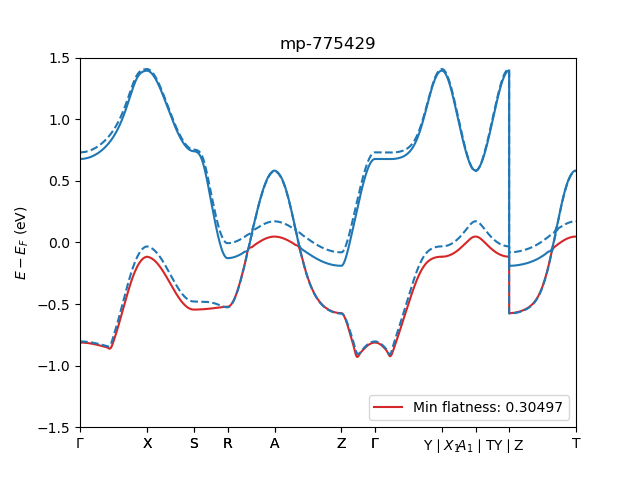 mp-775429
E − E_F (eV)
1.5
1.0
0.5
0.0
−0.5
−1.0
−1.5
Min flatness: 0.30497
Γ X S R A Z Γ Y | X₁A₁ | TY | Z T